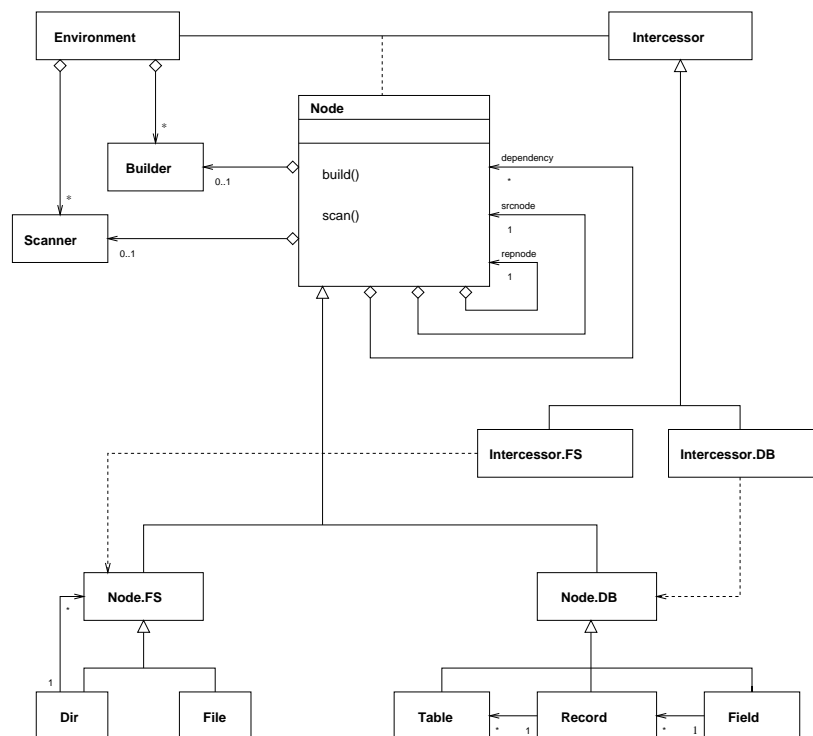 Environment
Intercessor
Node
*
Builder
0..1
build()
dependency
*
*
scan()
srcnode
1
Scanner
0..1
repnode
1
Intercessor.FS
Intercessor.DB
Node.FS
Node.DB
*
1
Dir
File
Table
*
1
Record
*
1
Field